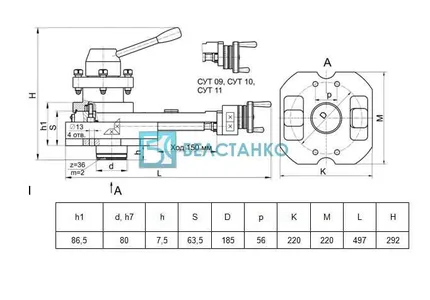 A
СУТ 09, СУТ 10,
СУТ 11
H
h1
S
∅13
4 отв.
БЕЛСТАНКО
Ход 150 мм
z=36
m=2
d
h
L
A
p
D
M
K
I
h1 d, h7 h S D p K M L H
86,5 80 7,5 63,5 185 56 220 220 497 292